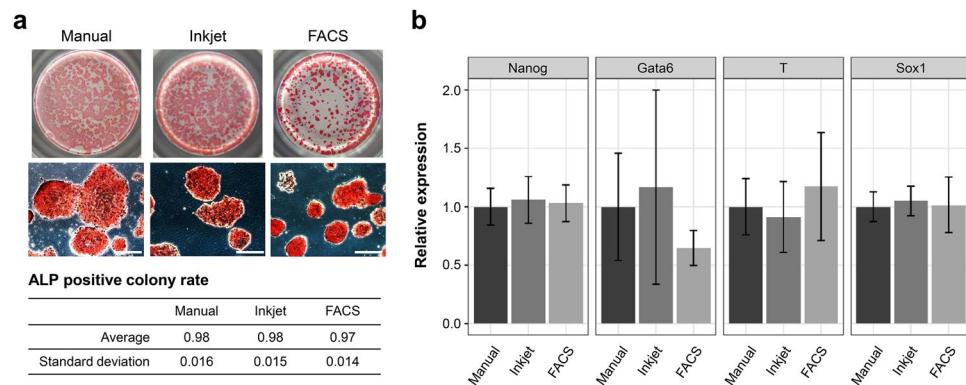 a
Manual Inkjet FACS
ALP positive colony rate
Manual Inkjet FACS
Average 0.98 0.98 0.97
Standard deviation 0.016 0.015 0.014
b
Nanog Gata6 T Sox1
Relative expression
2.0
1.5
1.0
0.5
0.0
Manual Inkjet FACS Manual Inkjet FACS Manual Inkjet FACS Manual Inkjet FACS